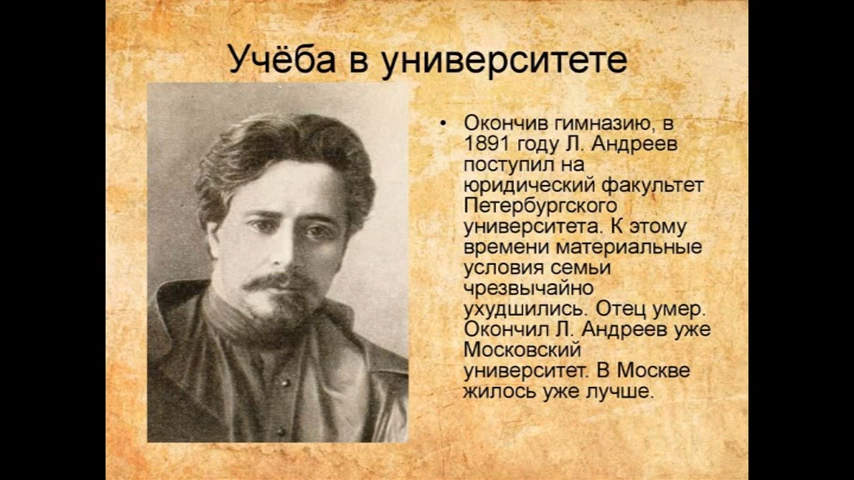 Учёба в университете
• Окончив гимназию, в
1891 году Л. Андреев
поступил на
юридический факультет
Петербургского
университета. К этому
времени материальные
условия семьи
чрезвычайно
ухудшились. Отец умер.
Окончил Л. Андреев уже
Московский
университет. В Москве
жилось уже лучше.